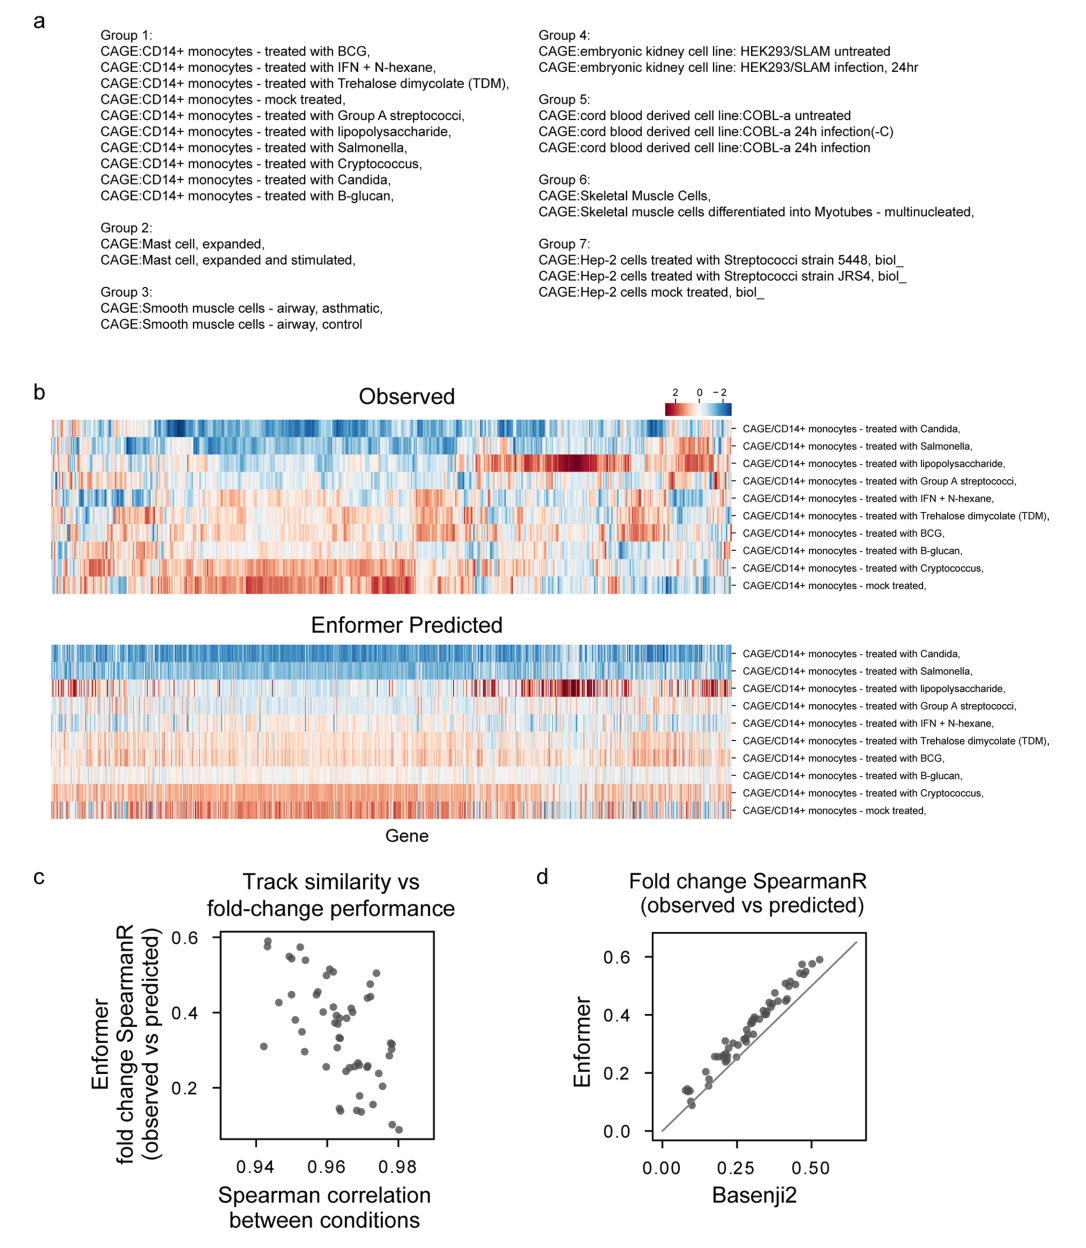 a
Group 1:
CAGE:CD14+ monocytes - treated with BCG,
CAGE:CD14+ monocytes - treated with IFN + N-hexane,
CAGE:CD14+ monocytes - treated with Trehalose dimycolate (TDM),
CAGE:CD14+ monocytes - mock treated,
CAGE:CD14+ monocytes - treated with Group A streptococci,
CAGE:CD14+ monocytes - treated with lipopolysaccharide,
CAGE:CD14+ monocytes - treated with Salmonella,
CAGE:CD14+ monocytes - treated with Cryptococcus,
CAGE:CD14+ monocytes - treated with Candida,
CAGE:CD14+ monocytes - treated with B-glucan,
Group 2:
CAGE:Mast cell, expanded,
CAGE:Mast cell, expanded and stimulated,
Group 3:
CAGE:Smooth muscle cells - airway, asthmatic,
CAGE:Smooth muscle cells - airway, control
Group 4:
CAGE:embryonic kidney cell line: HEK293/SLAM untreated
CAGE:embryonic kidney cell line: HEK293/SLAM infection, 24hr
Group 5:
CAGE:cord blood derived cell line:COBL-a untreated
CAGE:cord blood derived cell line:COBL-a 24h infection(-C)
CAGE:cord blood derived cell line:COBL-a 24h infection
Group 6:
CAGE:Skeletal Muscle Cells,
CAGE:Skeletal muscle cells differentiated into Myotubes - multinucleated,
Group 7:
CAGE:Hep-2 cells treated with Streptococci strain 5448, biol_
CAGE:Hep-2 cells treated with Streptococci strain JRS4, biol_
CAGE:Hep-2 cells mock treated, biol_
b
Observed
2 0 −2
CAGE/CD14+ monocytes - treated with Candida,
CAGE/CD14+ monocytes - treated with Salmonella,
CAGE/CD14+ monocytes - treated with lipopolysaccharide,
CAGE/CD14+ monocytes - treated with Group A streptococci,
CAGE/CD14+ monocytes - treated with IFN + N-hexane,
CAGE/CD14+ monocytes - treated with Trehalose dimycolate (TDM),
CAGE/CD14+ monocytes - treated with BCG,
CAGE/CD14+ monocytes - treated with B-glucan,
CAGE/CD14+ monocytes - treated with Cryptococcus,
CAGE/CD14+ monocytes - mock treated,
Enformer Predicted
CAGE/CD14+ monocytes - treated with Candida,
CAGE/CD14+ monocytes - treated with Salmonella,
CAGE/CD14+ monocytes - treated with lipopolysaccharide,
CAGE/CD14+ monocytes - treated with Group A streptococci,
CAGE/CD14+ monocytes - treated with IFN + N-hexane,
CAGE/CD14+ monocytes - treated with Trehalose dimycolate (TDM),
CAGE/CD14+ monocytes - treated with BCG,
CAGE/CD14+ monocytes - treated with B-glucan,
CAGE/CD14+ monocytes - treated with Cryptococcus,
CAGE/CD14+ monocytes - mock treated,
Gene
c
Track similarity vs
fold-change performance
Enformer
fold change SpearmanR
(observed vs predicted)
0.6
0.4
0.2
0.94 0.96 0.98
Spearman correlation
between conditions
d
Fold change SpearmanR
(observed vs predicted)
Enformer
0.6
0.4
0.2
0.0
0.00 0.25 0.50
Basenji2